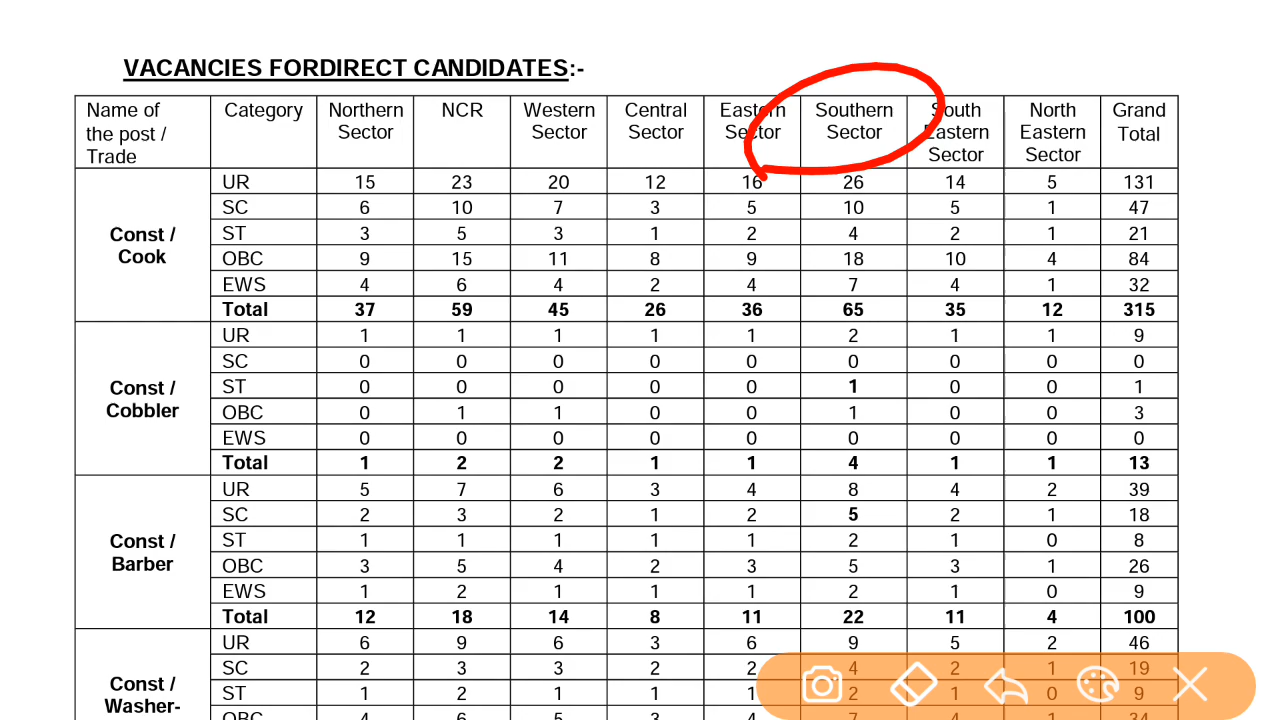 VACANCIES FORDIRECT CANDIDATES:-
Name of the post / Trade Category Northern Sector NCR Western Sector Central Sector Eastern Sector Southern Sector South Eastern Sector North Eastern Sector Grand Total
Const / Cook
UR 15 23 20 12 16 26 14 5 131
SC 6 10 7 3 5 10 5 1 47
ST 3 5 3 1 2 4 2 1 21
OBC 9 15 11 8 9 18 10 4 84
EWS 4 6 4 2 4 7 4 1 32
Total 37 59 45 26 36 65 35 12 315
Const / Cobbler
UR 1 1 1 1 1 2 1 1 9
SC 0 0 0 0 0 0 0 0 0
ST 0 0 0 0 0 1 0 0 1
OBC 0 1 1 0 0 1 0 0 3
EWS 0 0 0 0 0 0 0 0 0
Total 1 2 2 1 1 4 1 1 13
Const / Barber
UR 5 7 6 3 4 8 4 2 39
SC 2 3 2 1 2 5 2 1 18
ST 1 1 1 1 1 2 1 0 8
OBC 3 5 4 2 3 5 3 1 26
EWS 1 2 1 1 1 2 1 0 9
Total 12 18 14 8 11 22 11 4 100
Const / Washer-
UR 6 9 6 3 6 9 5 2 46
SC 2 3 3 2 2 4 2 1 19
ST 1 2 1 1 1 2 1 0 9
OBC 4 6 5 3 4 7 4 1 34